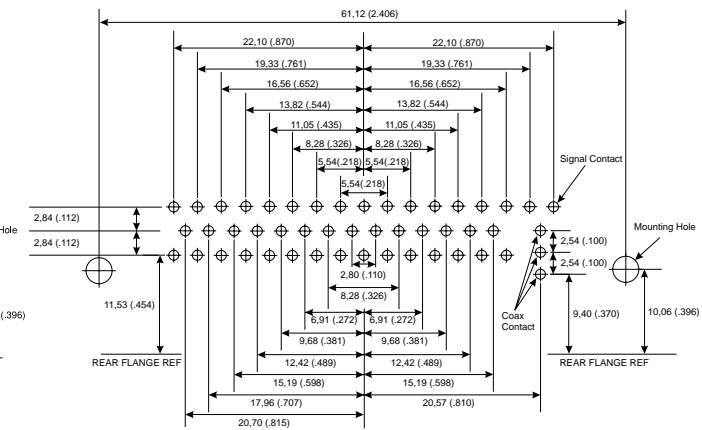 61,12 (2.406)
22,10 (.870) 22,10 (.870)
19,33 (.761) 19,33 (.761)
16,56 (.652) 16,56 (.652)
13,82 (.544) 13,82 (.544)
11,05 (.435) 11,05 (.435)
8,28 (.326) 8,28 (.326)
5,54(.218) 5,54(.218)
Signal Contact
5,54(.218)
2,84 (.112)
Hole
2,84 (.112)
2,54 (.100)
Mounting Hole
2,54 (.100)
2,80 (.110)
8,28 (.326)
11,53 (.454)
(.396)
6,91 (.272) 6,91 (.272)
Coax
Contact
9,40 (.370)
10,06 (.396)
9,68 (.381) 9,68 (.381)
REAR FLANGE REF
12,42 (.489) 12,42 (.489)
REAR FLANGE REF
15,19 (.598) 15,19 (.598)
17,96 (.707) 20,57 (.810)
20,70 (.815)